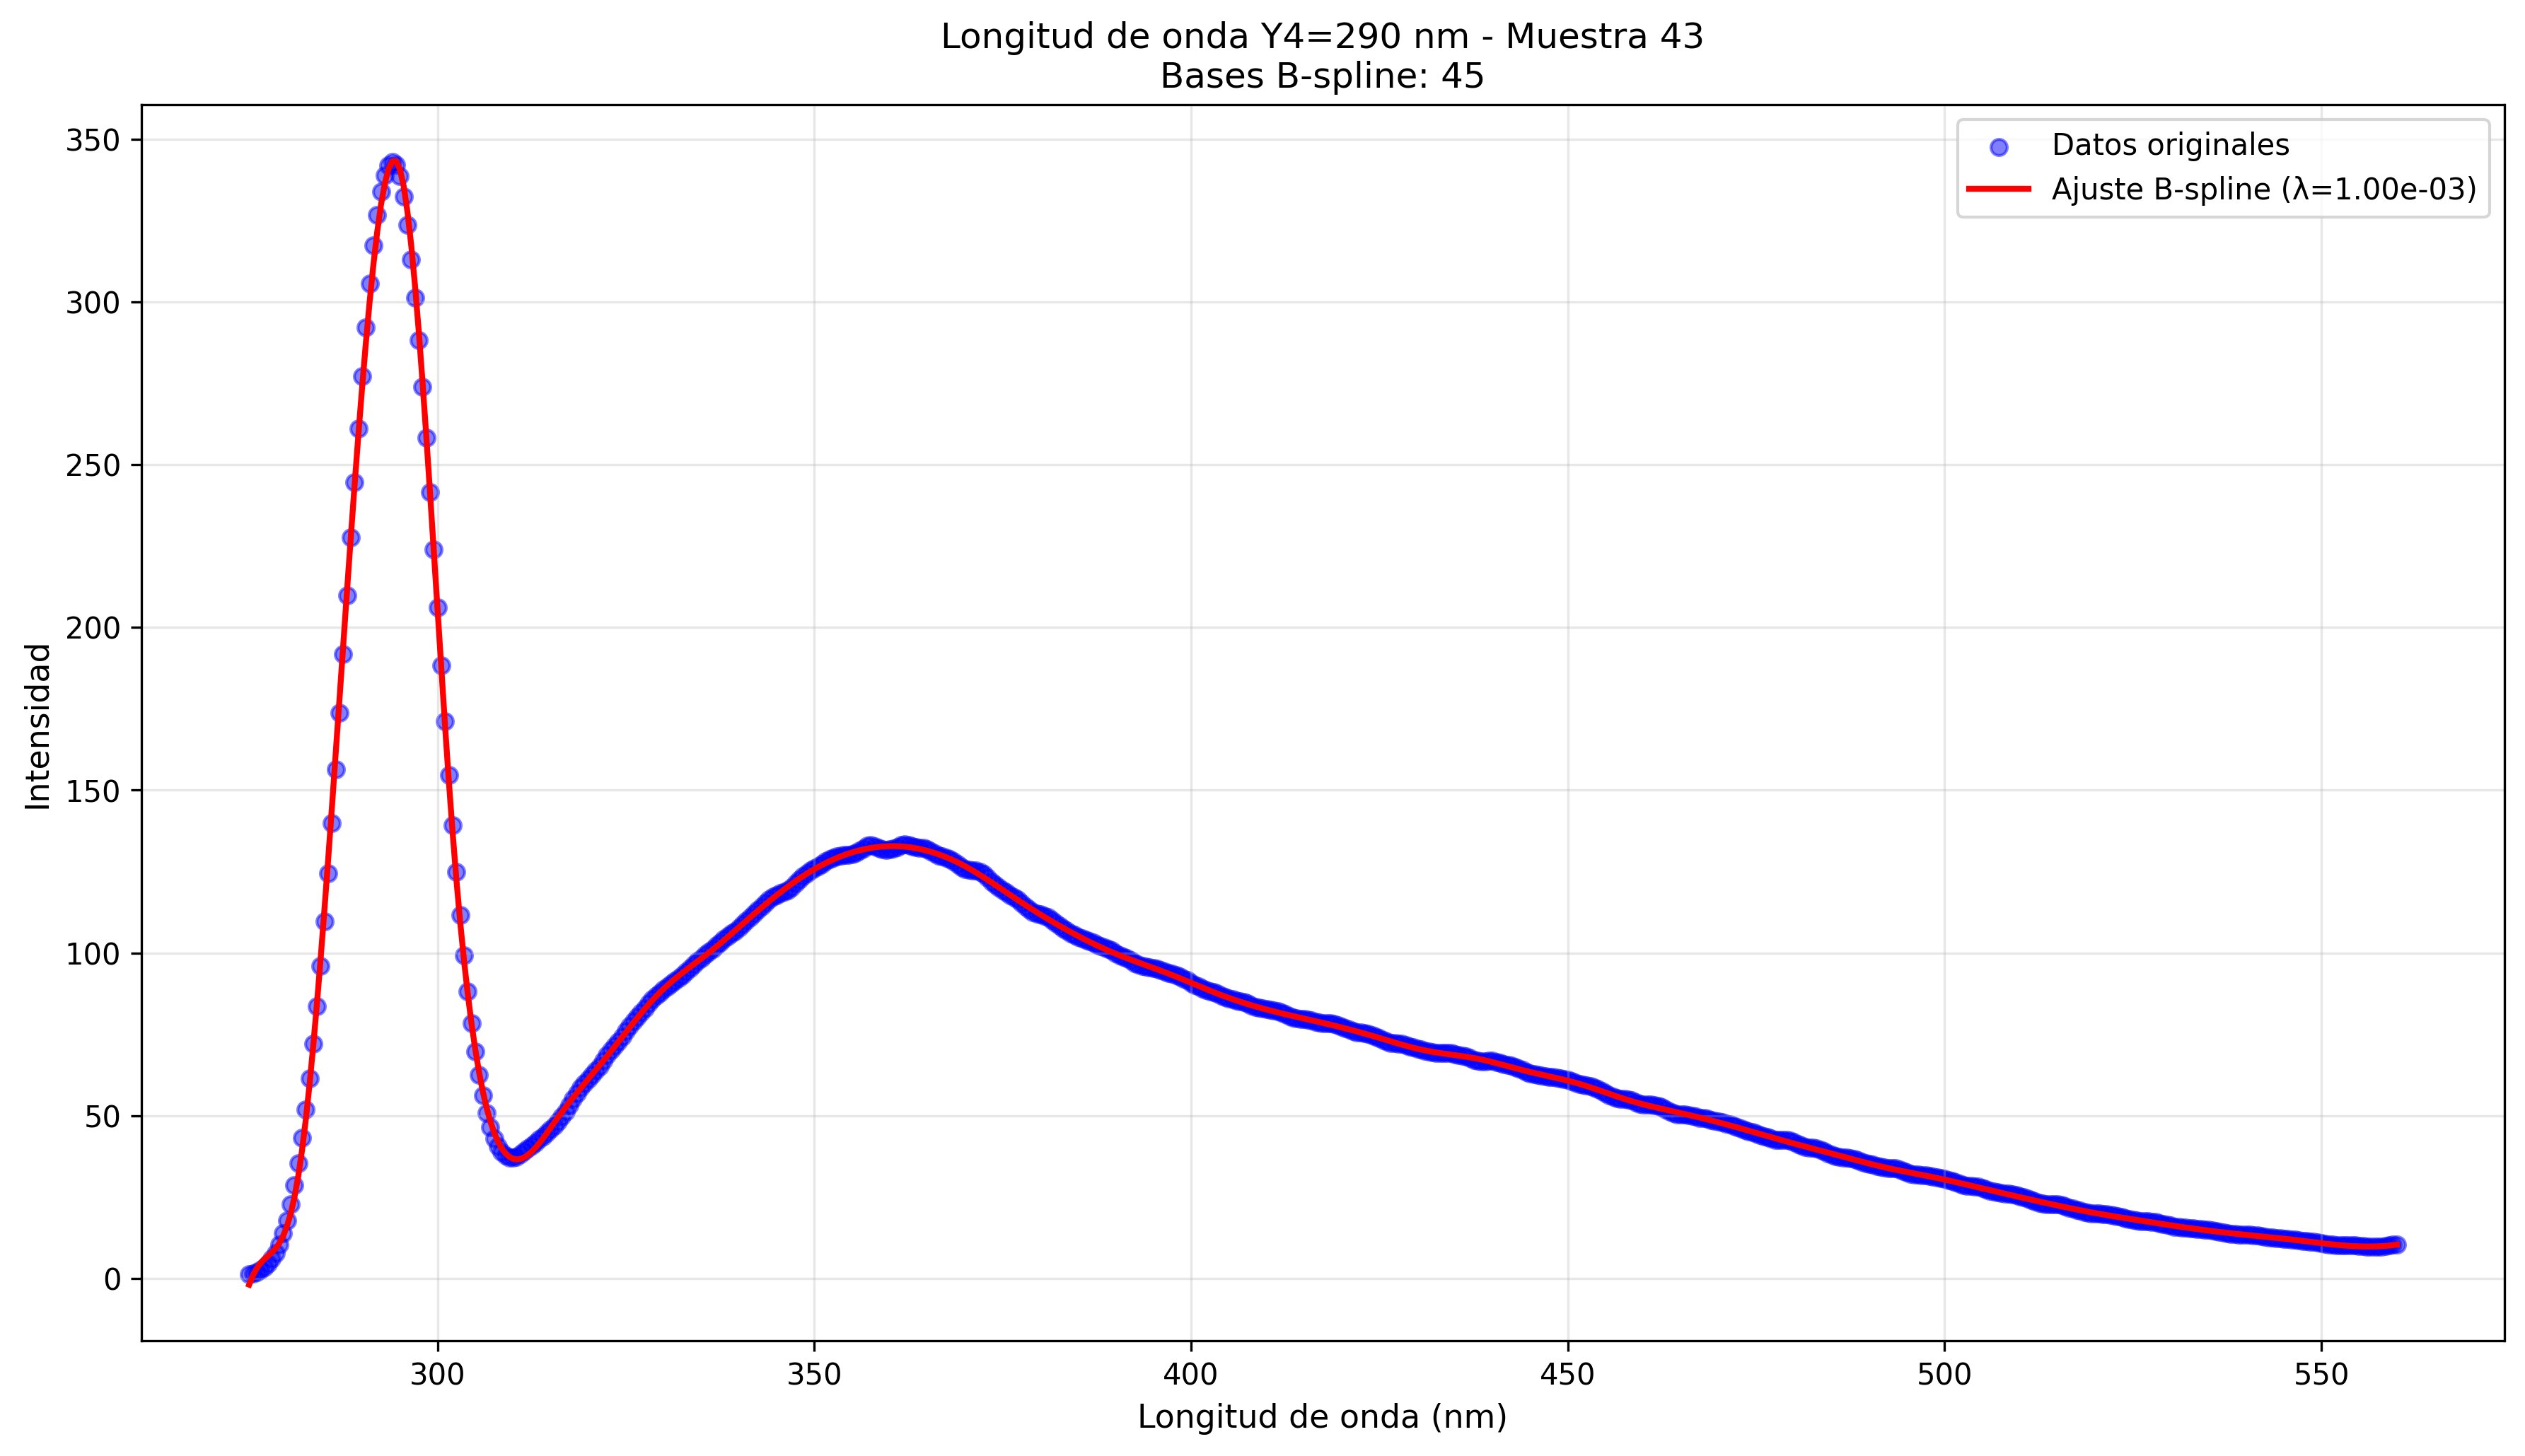 Longitud de onda Y4=290 nm - Muestra 43
Bases B-spline: 45
Datos originales
Ajuste B-spline (λ=1.00e-03)
Intensidad
350
300
250
200
150
100
50
0
300 350 400 450 500 550
Longitud de onda (nm)